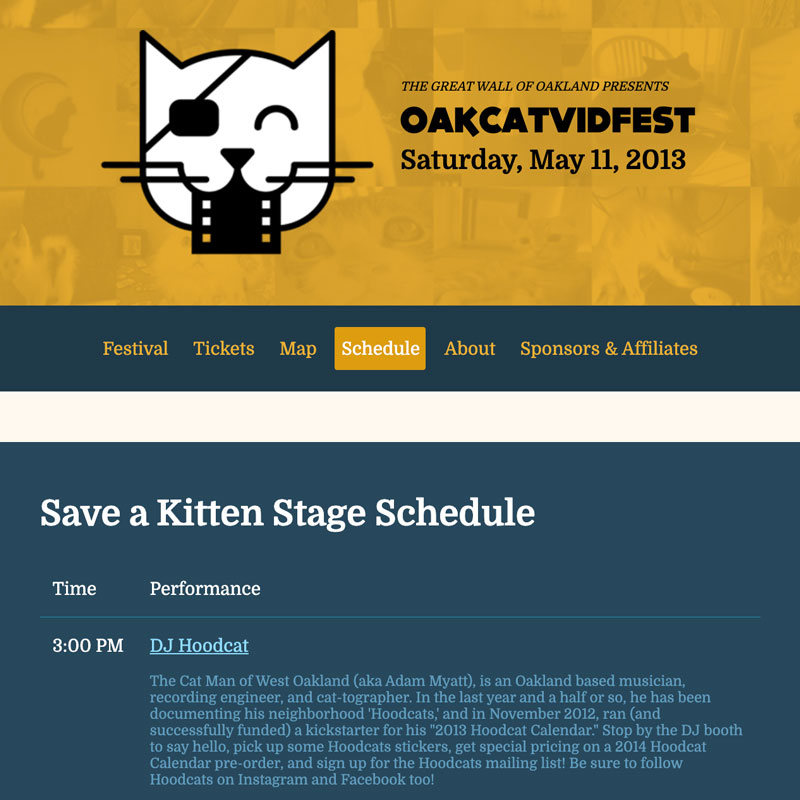 THE GREAT WALL OF OAKLAND PRESENTS
OAKCATVIDFEST
Saturday, May 11, 2013
Festival Tickets Map Schedule About Sponsors & Affiliates
Save a Kitten Stage Schedule
Time Performance
3:00 PM DJ Hoodcat
The Cat Man of West Oakland (aka Adam Myatt), is an Oakland based musician,
recording engineer, and cat-tographer. In the last year and a half or so, he has been
documenting his neighborhood 'Hoodcats,' and in November 2012, ran (and
successfully funded) a kickstarter for his "2013 Hoodcat Calendar." Stop by the DJ booth
to say hello, pick up some Hoodcats stickers, get special pricing on a 2014 Hoodcat
Calendar pre-order, and sign up for the Hoodcats mailing list! Be sure to follow
Hoodcats on Instagram and Facebook too!